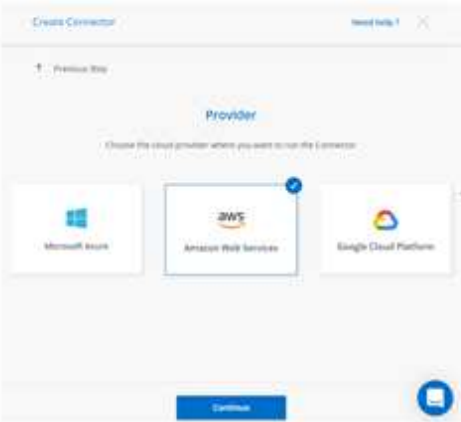 Create Connector
Need help ?
Previous Step
Provider
Choose the cloud provider where you want to run the Connector.
aws
Microsoft Azure
Amazon Web Services
Google Cloud Platform
Continue